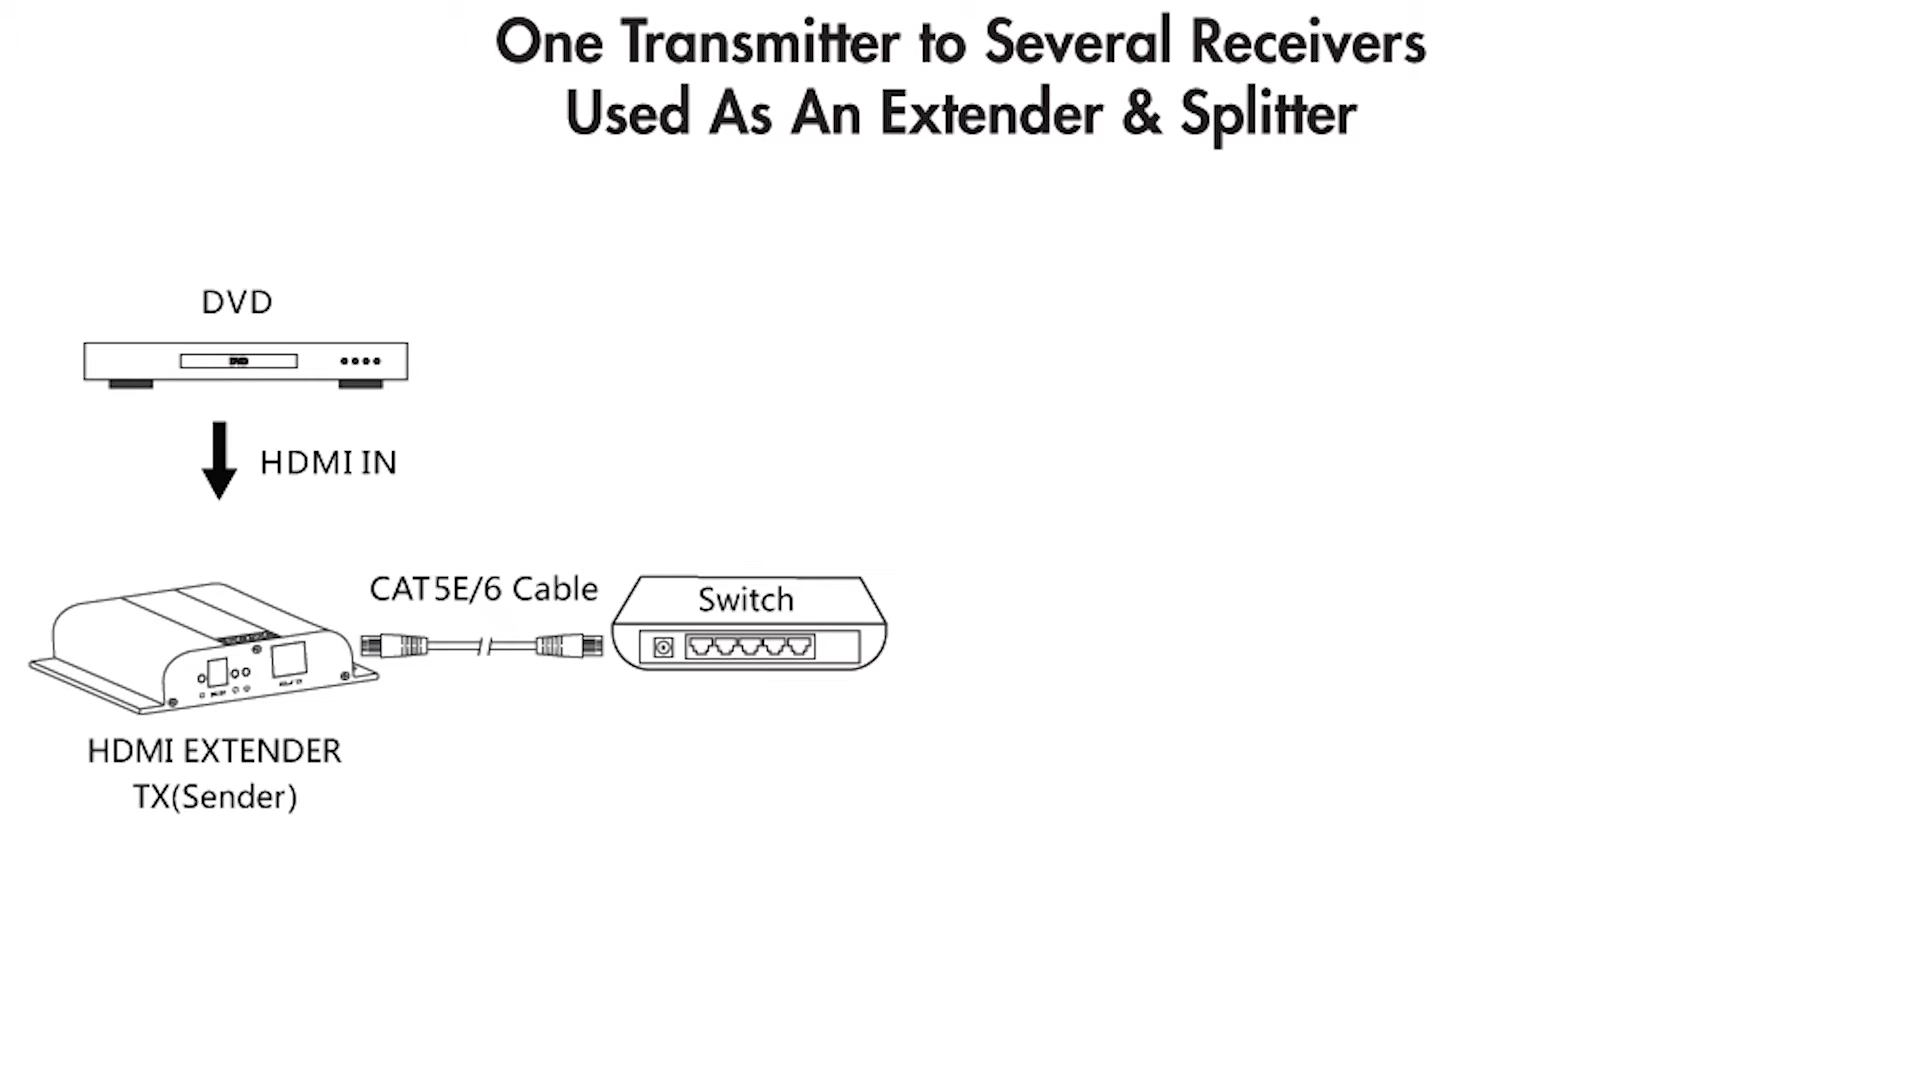 One Transmitter to Several Receivers
Used As An Extender & Splitter
DVD
DVD
HDMI IN
CAT5E/6 Cable
Switch
HDMI EXTENDER
TX(Sender)